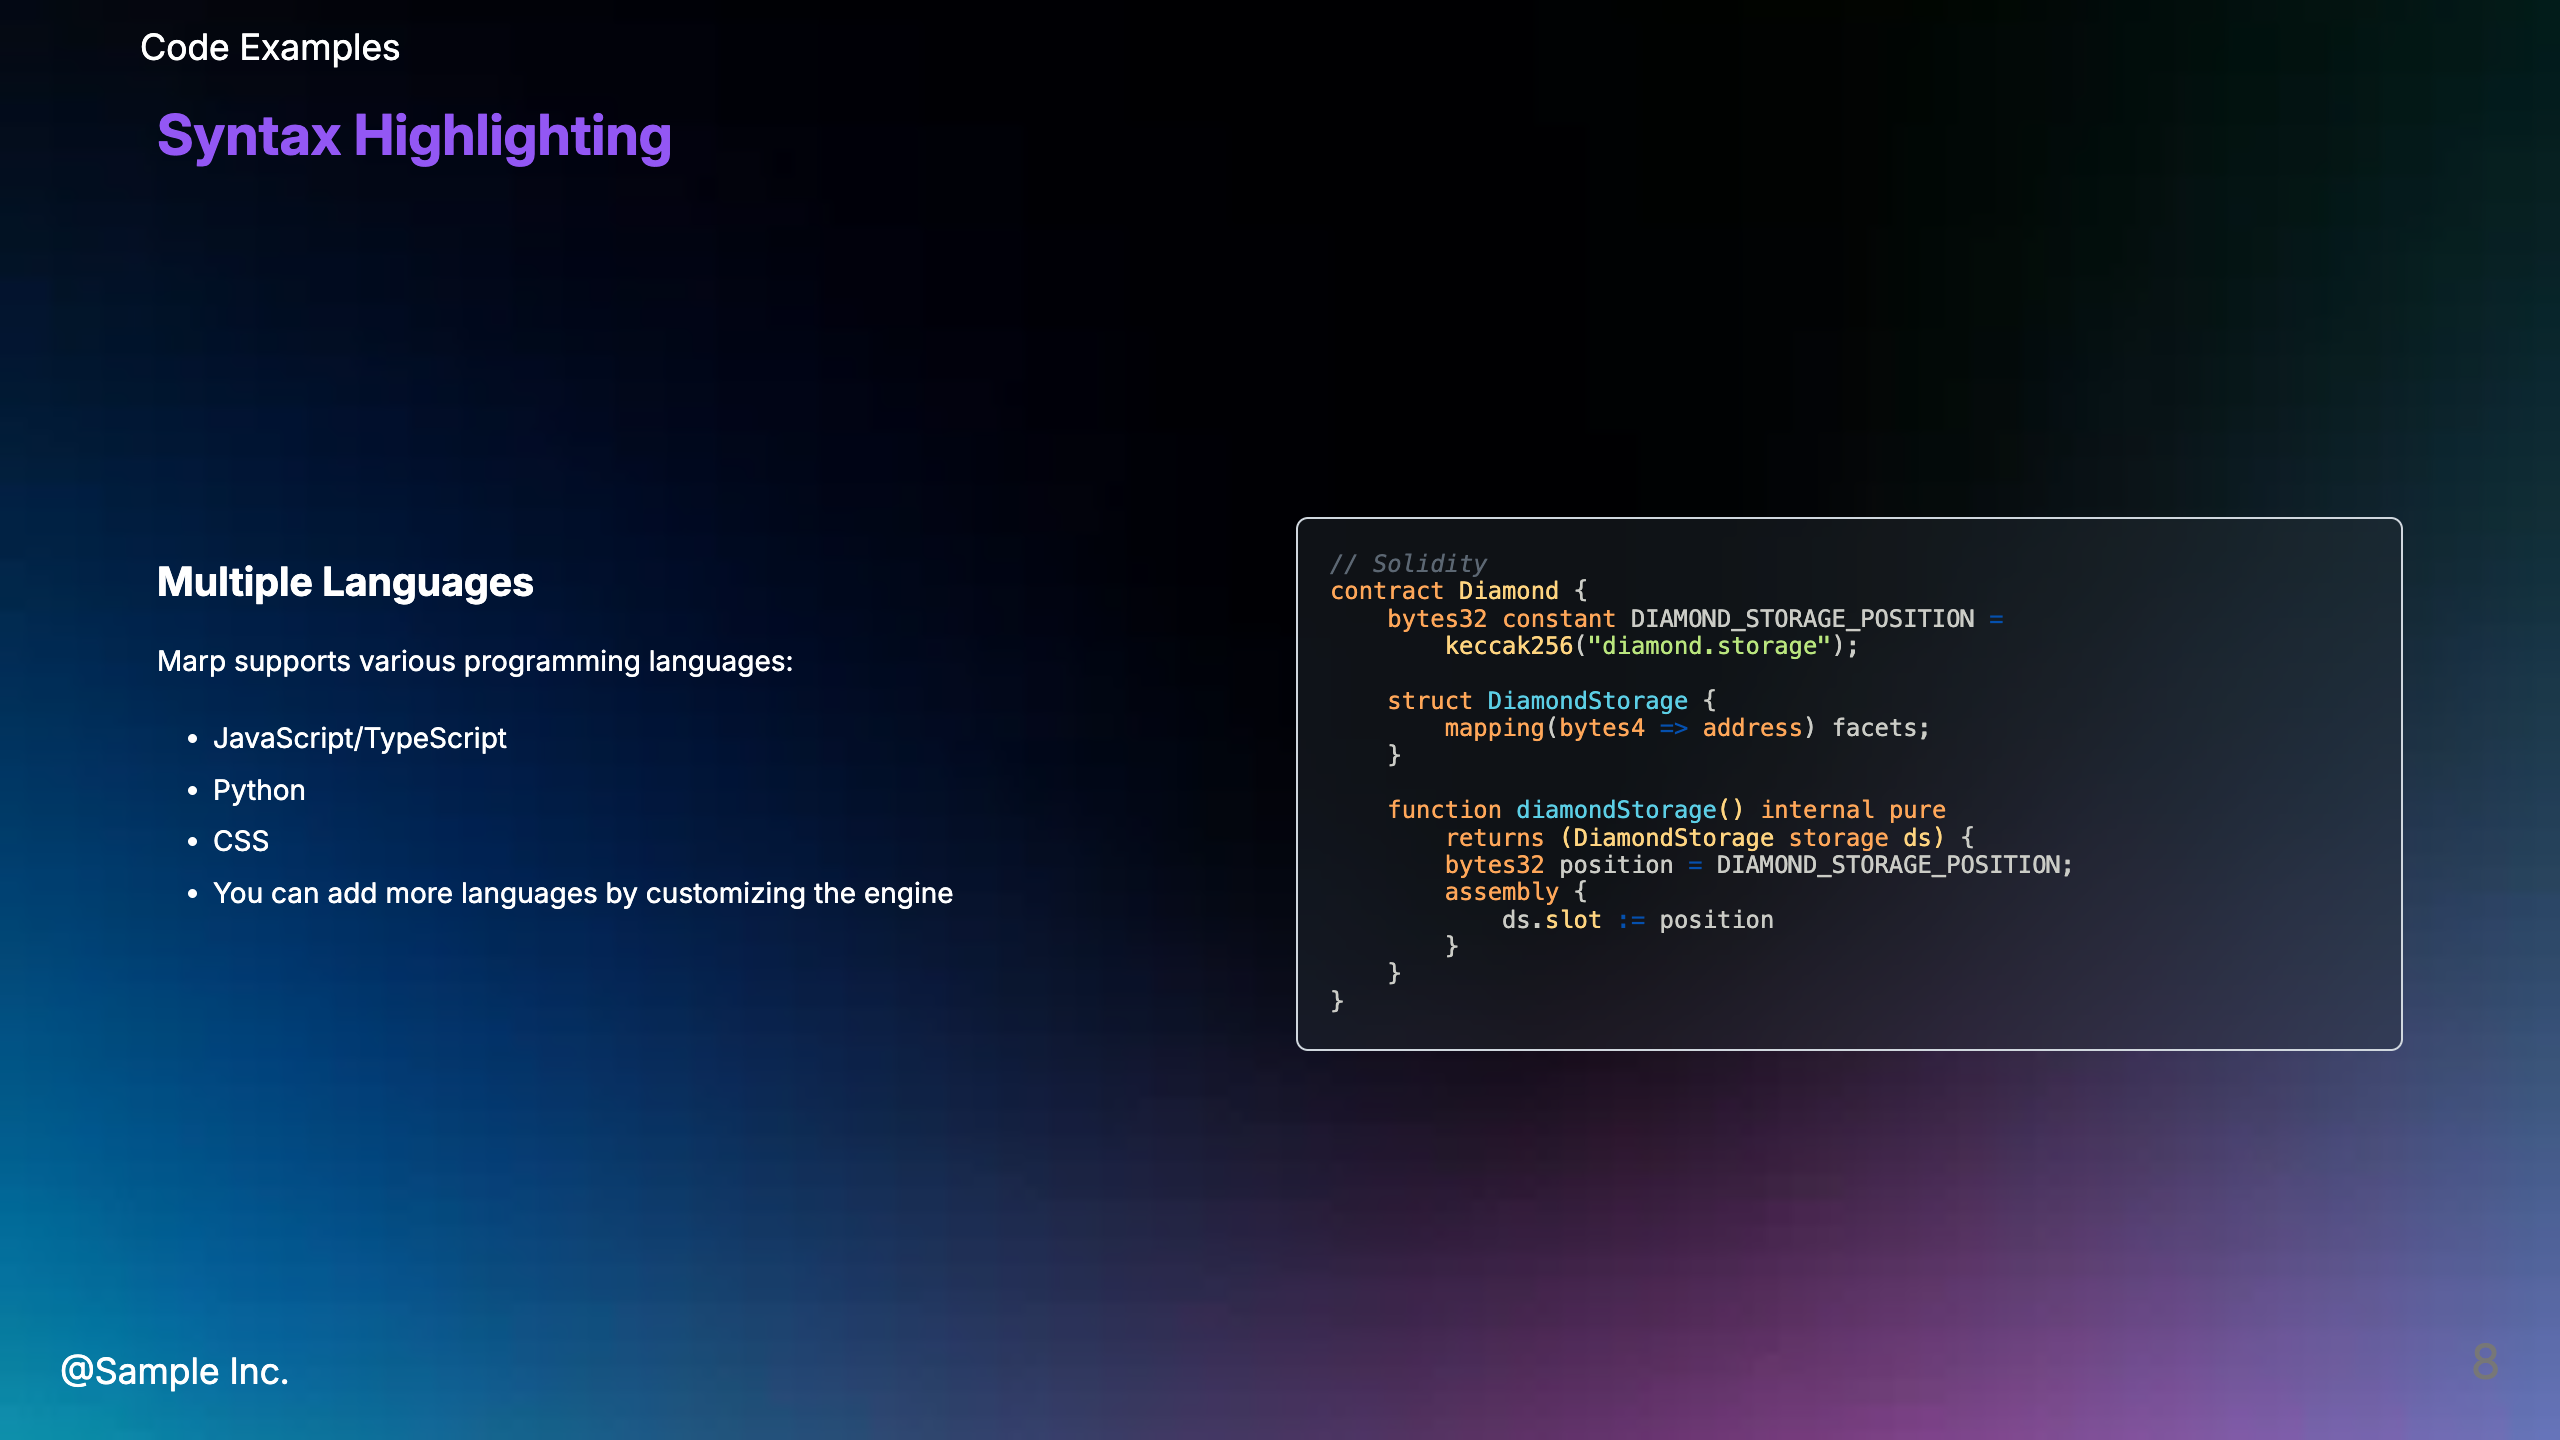 Code Examples
Syntax Highlighting
Multiple Languages
Marp supports various programming languages:
• JavaScript/TypeScript
• Python
• CSS
• You can add more languages by customizing the engine
// Solidity
contract Diamond {
    bytes32 constant DIAMOND_STORAGE_POSITION =
        keccak256("diamond.storage");

    struct DiamondStorage {
        mapping(bytes4 => address) facets;
    }

    function diamondStorage() internal pure
        returns (DiamondStorage storage ds) {
        bytes32 position = DIAMOND_STORAGE_POSITION;
        assembly {
            ds.slot := position
        }
    }
}
@Sample Inc.
8